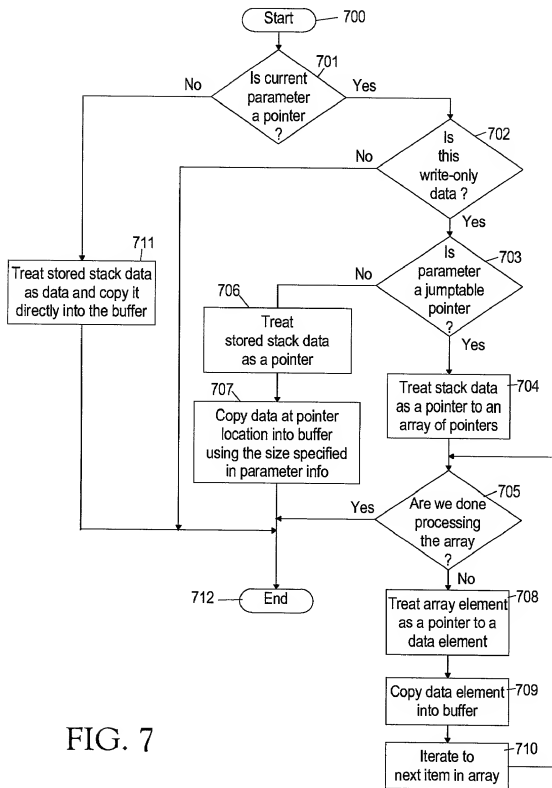 Start
700
701
No
Is current
parameter
a pointer
?
Yes
702
No
Is
this
write-only
data ?
Yes
711
Treat stored stack data
as data and copy it
directly into the buffer
703
No
Is
parameter
a jumptable
pointer
?
Yes
706
Treat
stored stack data
as a pointer
704
Treat stack data
as a pointer to an
array of pointers
707
Copy data at pointer
location into buffer
using the size specified
in parameter info
705
Yes
Are we done
processing
the array
?
No
712
End
708
Treat array element
as a pointer to a
data element
709
Copy data element
into buffer
710
Iterate to
next item in array
FIG. 7